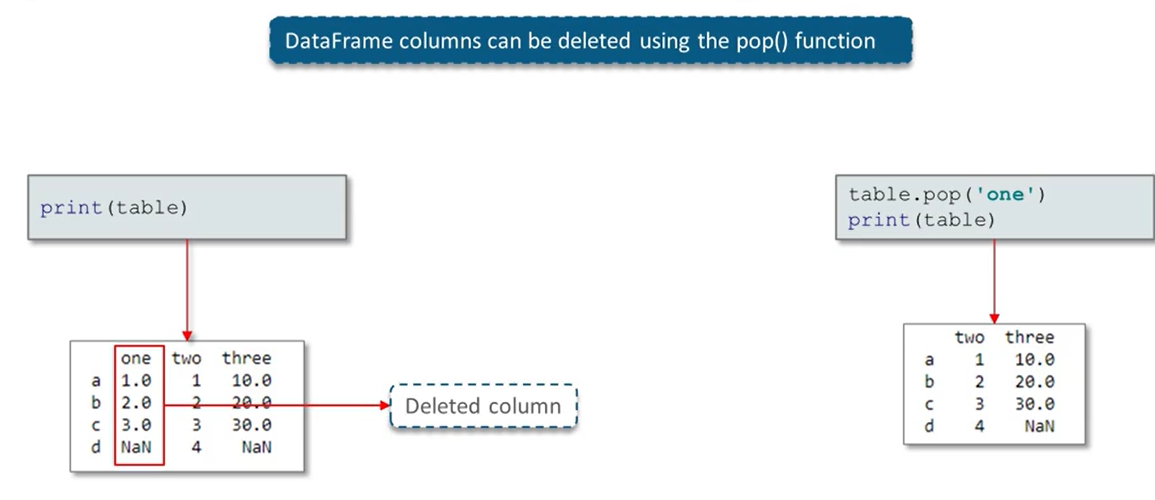 DataFrame columns can be deleted using the pop() function
print(table)
one two three
a 1.0 1 10.0
b 2.0 2 20.0
c 3.0 3 30.0
d NaN 4 NaN
Deleted column
table.pop('one')
print(table)
two three
a 1 10.0
b 2 20.0
c 3 30.0
d 4 NaN